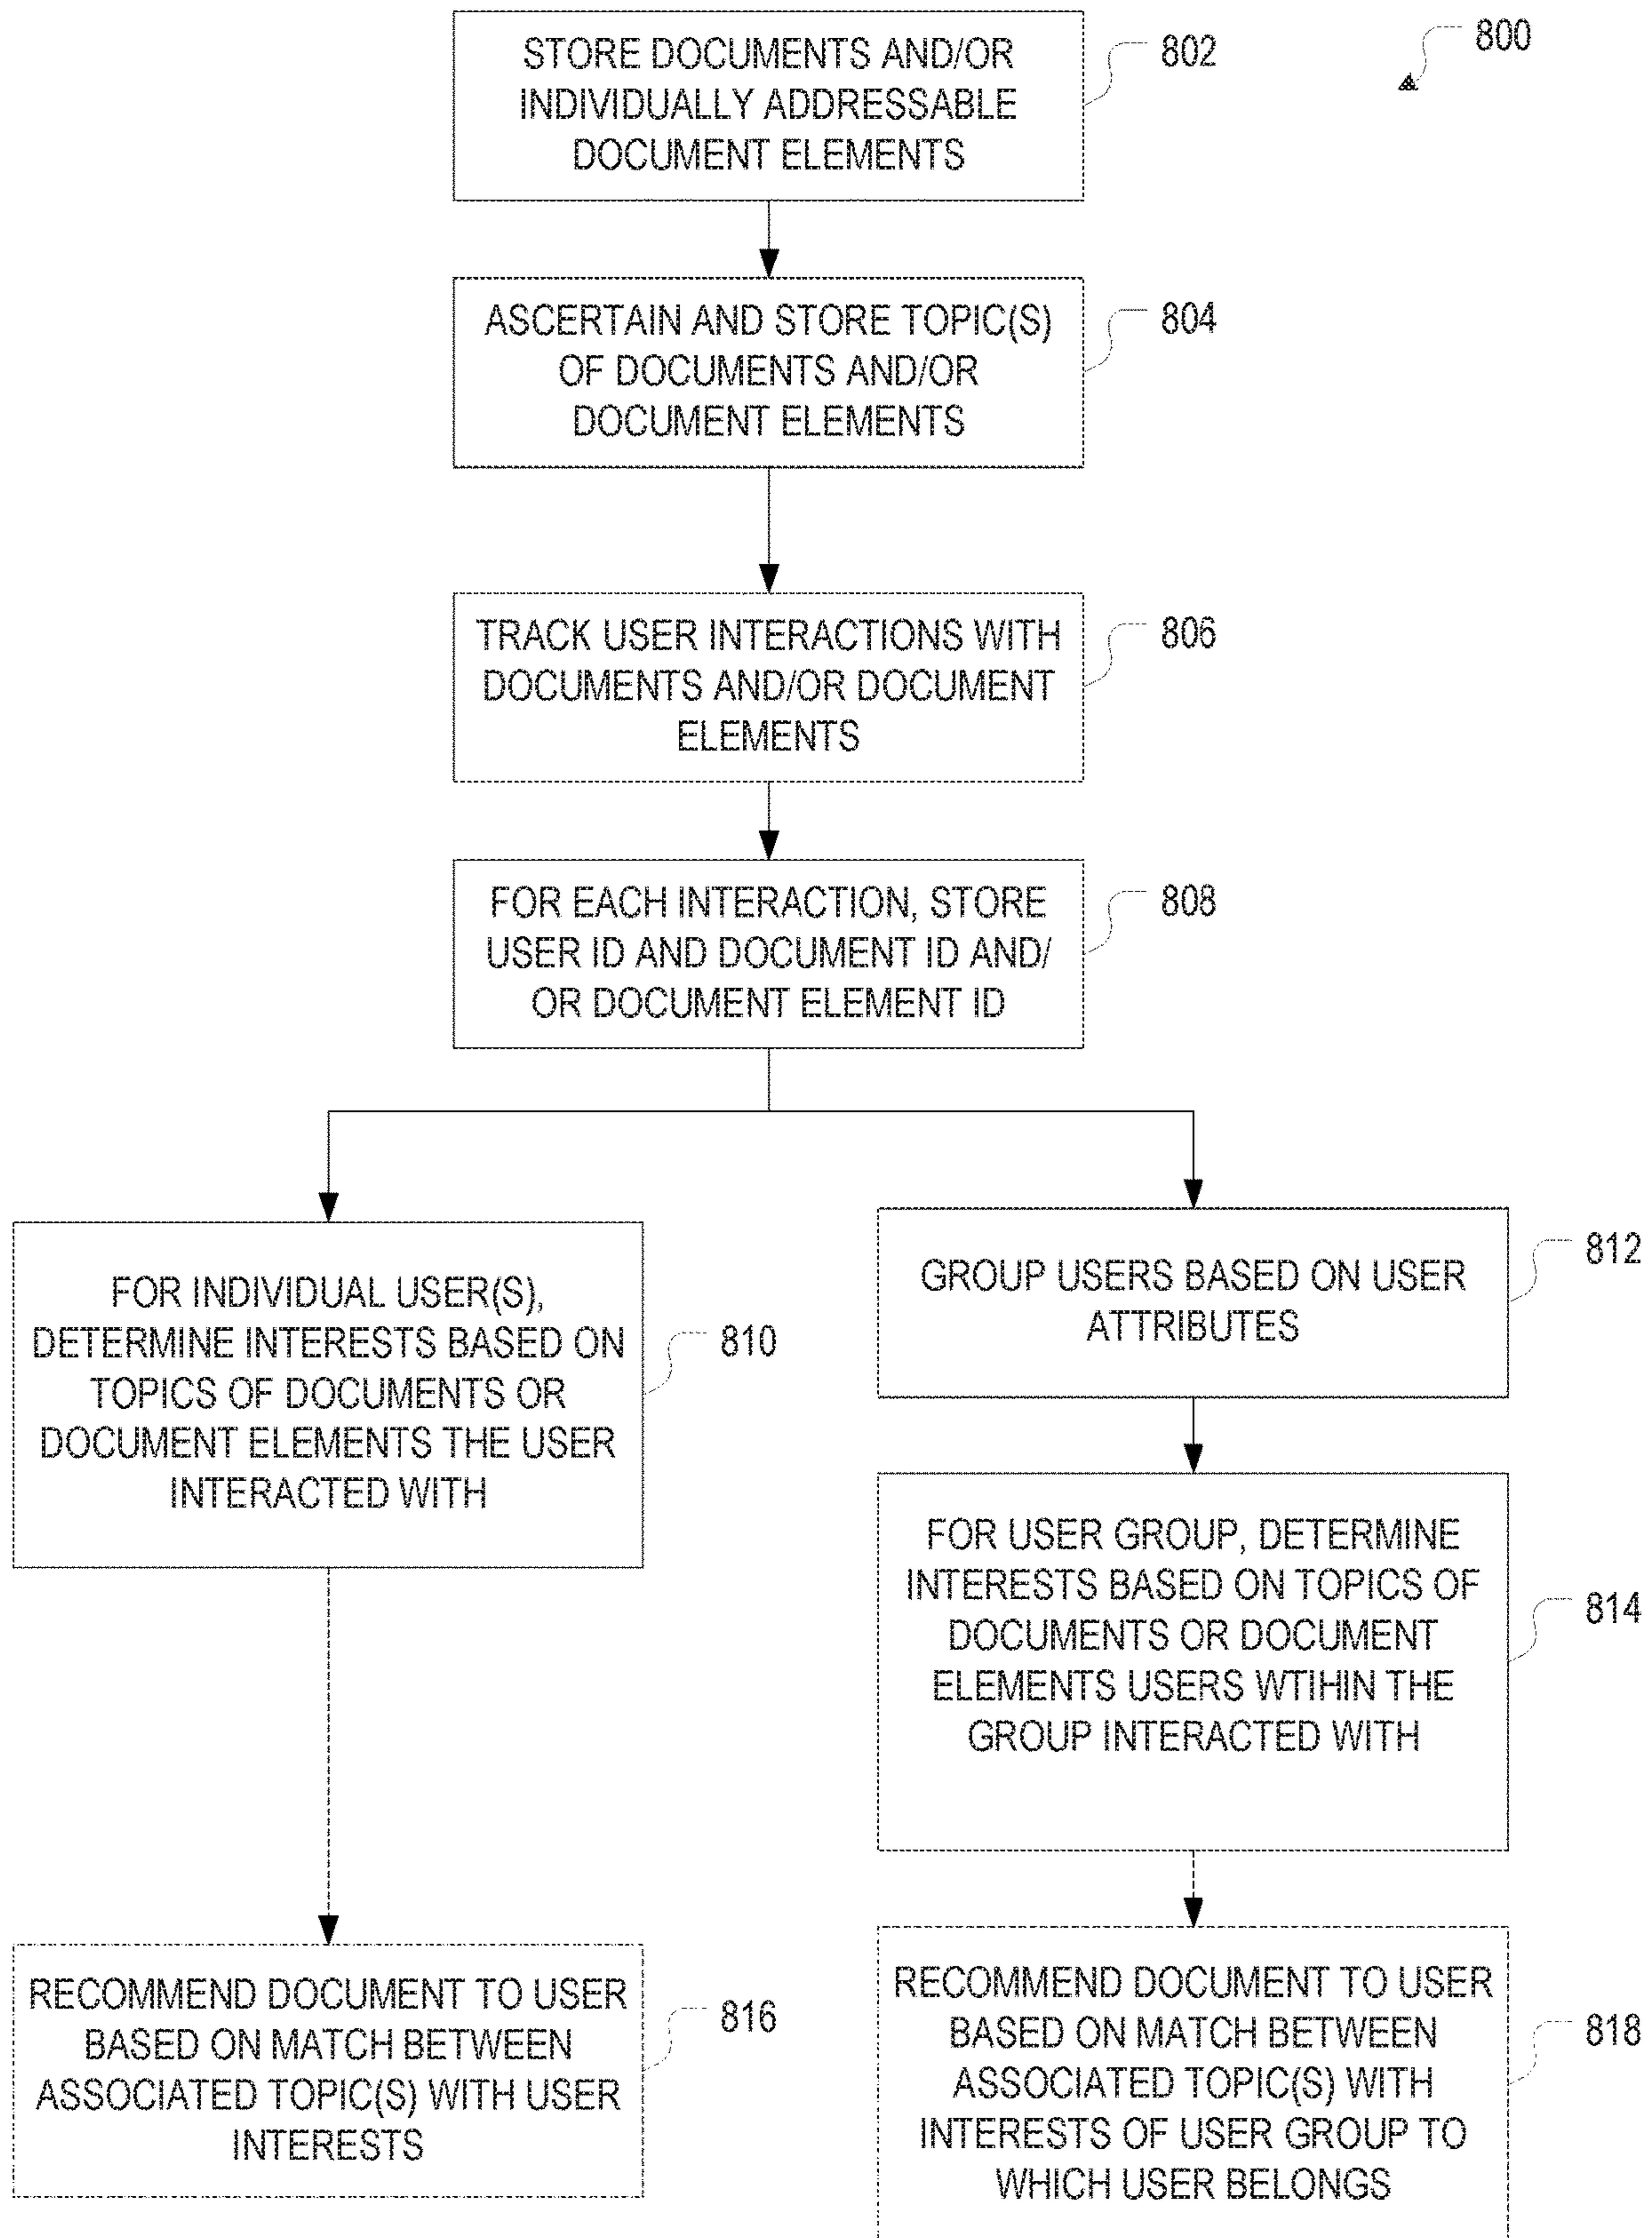 800
STORE DOCUMENTS AND/OR
INDIVIDUALLY ADDRESSABLE
DOCUMENT ELEMENTS
802
ASCERTAIN AND STORE TOPIC(S)
OF DOCUMENTS AND/OR
DOCUMENT ELEMENTS
804
TRACK USER INTERACTIONS WITH
DOCUMENTS AND/OR DOCUMENT
ELEMENTS
806
FOR EACH INTERACTION, STORE
USER ID AND DOCUMENT ID AND/
OR DOCUMENT ELEMENT ID
808
FOR INDIVIDUAL USER(S),
DETERMINE INTERESTS BASED ON
TOPICS OF DOCUMENTS OR
DOCUMENT ELEMENTS THE USER
INTERACTED WITH
810
GROUP USERS BASED ON USER
ATTRIBUTES
812
FOR USER GROUP, DETERMINE
INTERESTS BASED ON TOPICS OF
DOCUMENTS OR DOCUMENT
ELEMENTS USERS WTIHIN THE
GROUP INTERACTED WITH
814
RECOMMEND DOCUMENT TO USER
BASED ON MATCH BETWEEN
ASSOCIATED TOPIC(S) WITH USER
INTERESTS
816
RECOMMEND DOCUMENT TO USER
BASED ON MATCH BETWEEN
ASSOCIATED TOPIC(S) WITH
INTERESTS OF USER GROUP TO
WHICH USER BELONGS
818